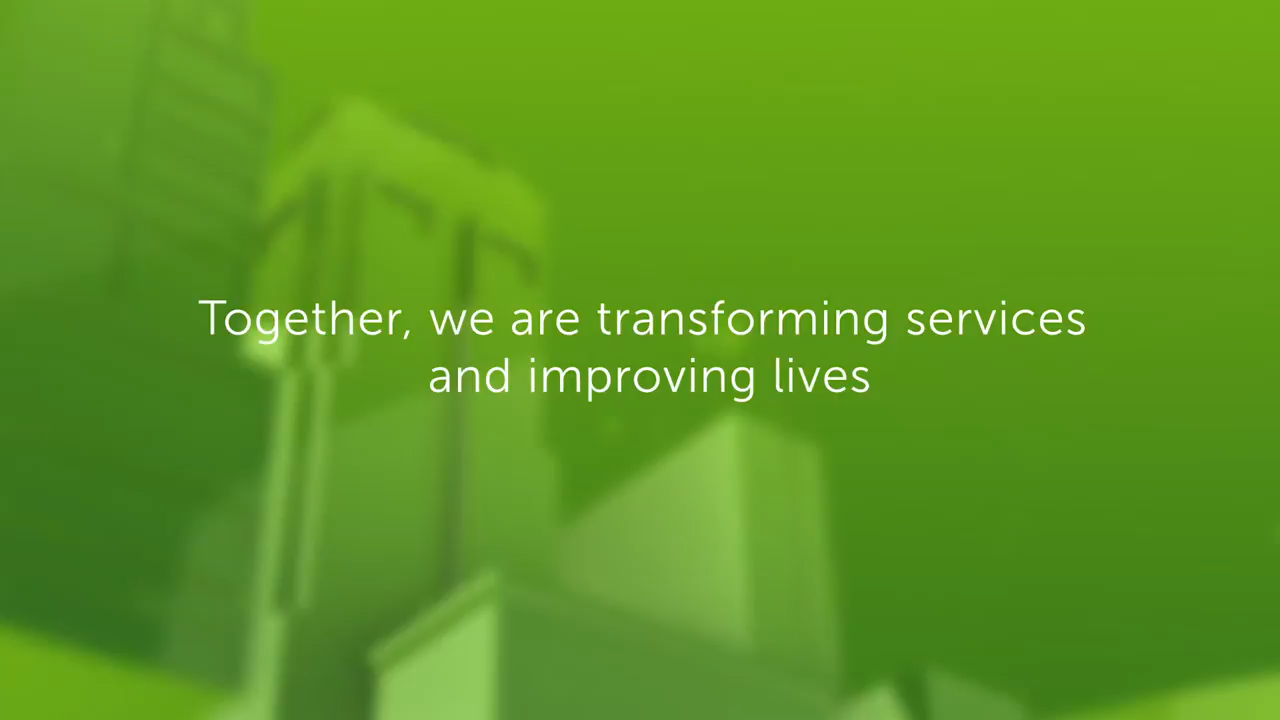 Together, we are transforming services
and improving lives